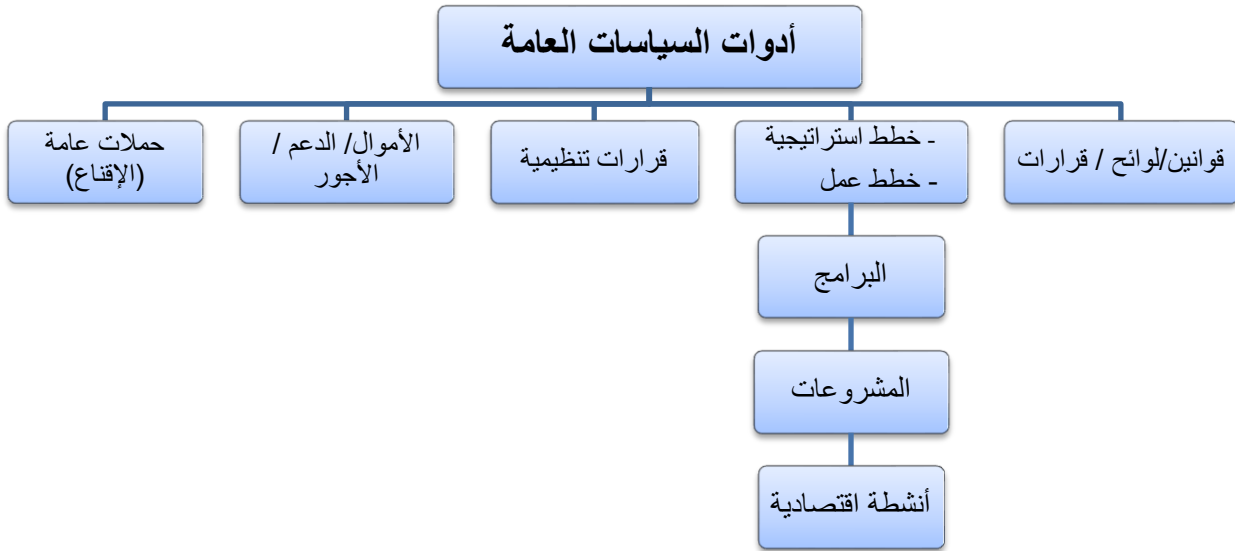 أدوات السياسات العامة
قوانين/لوائح / قرارات
- خطط استراتيجية
- خطط عمل
قرارات تنظيمية
الأموال/ الدعم /
الأجور
حملات عامة
(الإقناع)
البرامج
المشروعات
أنشطة اقتصادية